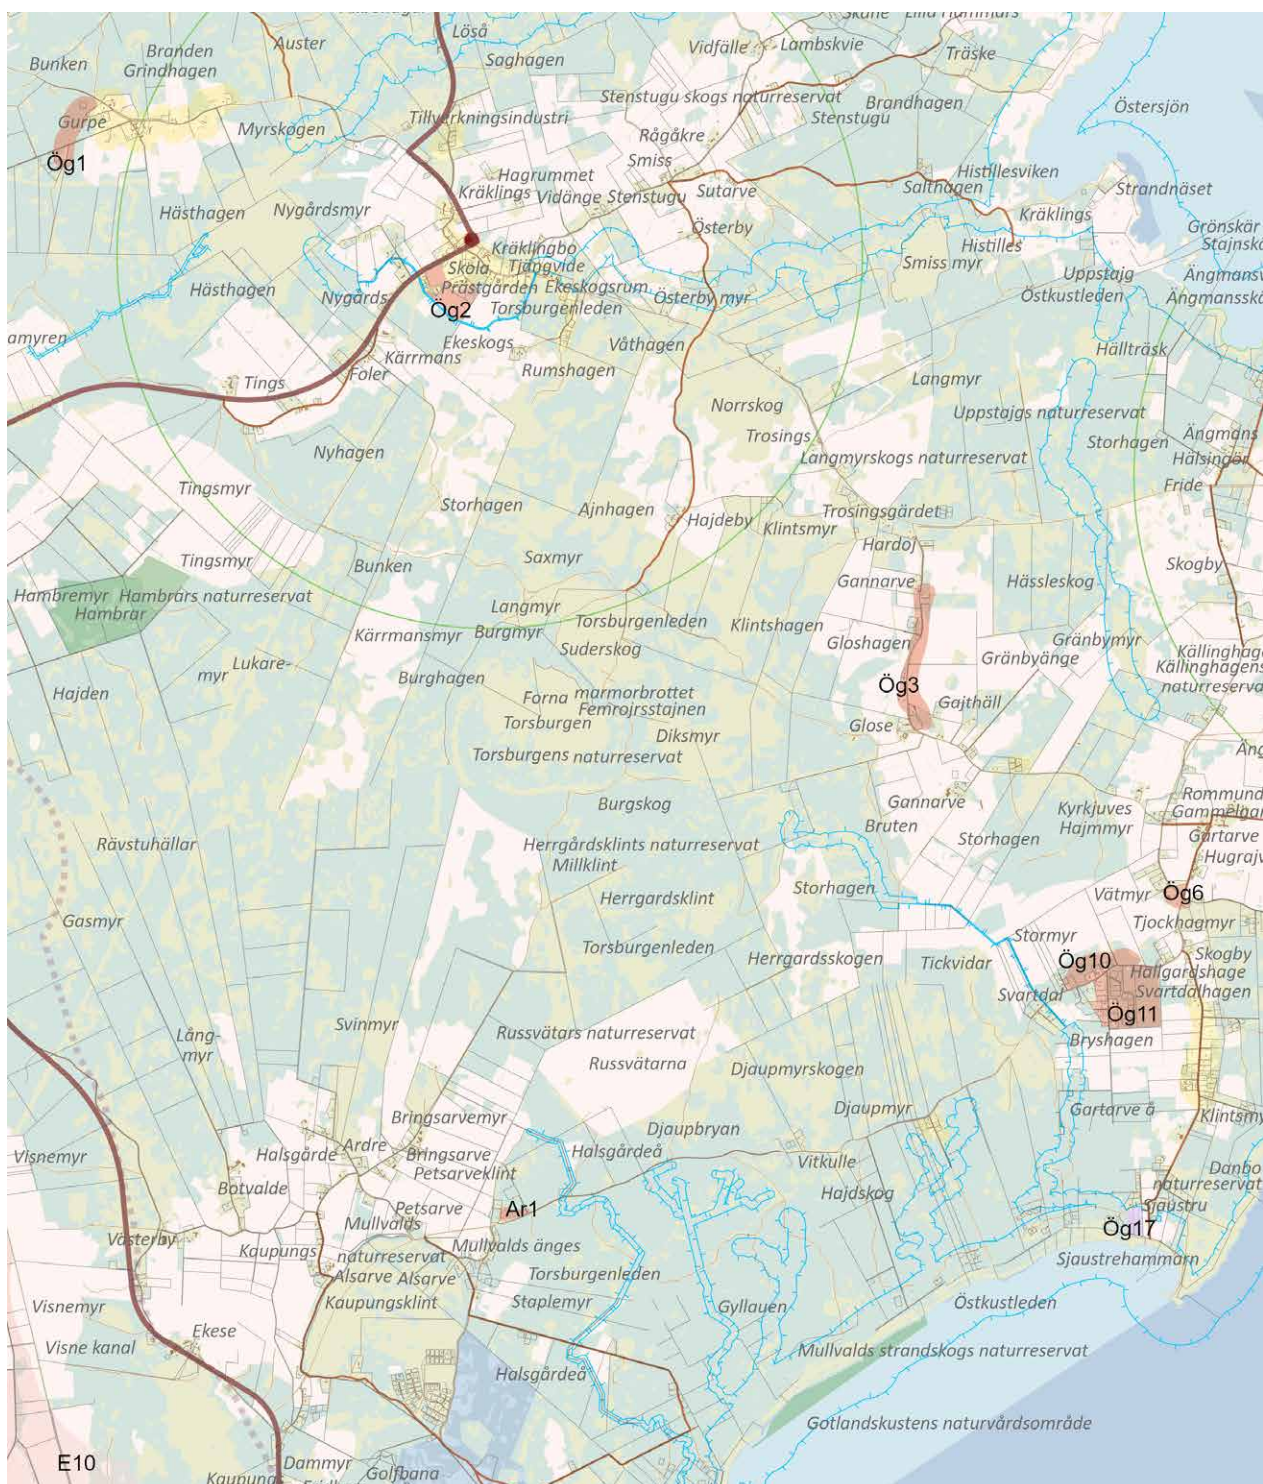 Löså
Auster
Branden
Grindhagen
Bunken
Saghagen
Vidfälle
Lambskvie
Träske
Stenstugu skogs naturreservat
Stenstugu
Brandhagen
Östersjön
Gurpe
Ög1
Myrskogen
Tillverkningsindustri
Rågåkre
Smiss
Hagrummet
Kräklings
Vidänge
Stenstugu
Sutarve
Salthagen
Histillesviken
Strandnäset
Hästhagen
Nygårdsmyr
Österby
Kräklings
Histilles
Grönskär
Kräklingbo
Skola
Tjängvide
Prästgården
Ekeskogsrum
Torsburgenleden
Smiss myr
Uppstajg
Östkustleden
Hästhagen
Nygårds
Ög2
Österby myr
amyren
Ekeskogs
Kärrmans
Foler
Tings
Rumshagen
Våthagen
Hällträsk
Langmyr
Norrskog
Uppstajgs naturreservat
Trosings
Storhagen
Ängmans
Hälsingör
Nyhagen
Langmyrskogs naturreservat
Fride
Tingsmyr
Storhagen
Ajnhagen
Hajdeby
Klintsmyr
Trosingsgärdet
Hardoj
Tingsmyr
Bunken
Saxmyr
Gannarve
Hässleskog
Skogby
Hambremyr
Hambrars naturreservat
Hambrar
Langmyr
Burgmyr
Torsburgenleden
Suderskog
Klintshagen
Gloshagen
Kärrmansmyr
Gränbymyr
Gränbyänge
Källinghagens
naturreservat
Lukare-
myr
Burghagen
Hajden
Ög3
Forna
marmorbrottet
Femrojrsstajnen
Torsburgen
Diksmyr
Gajthäll
Glose
Torsburgens naturreservat
Burgskog
Gannarve
Bruten
Kyrkjuves
Hajmmyr
Rommund
Storhagen
Gartarve
Rävstuhällar
Herrgårdsklints naturreservat
Millklint
Storhagen
Herrgardsklint
Vätmyr
Ög6
Tjockhagmyr
Gasmyr
Stormyr
Torsburgenleden
Herrgardsskogen
Tickvidar
Ög10
Skogby
Hallgardshage
Svartdalhagen
Svartdal
Ög11
Svinmyr
Lång-
myr
Russvätars naturreservat
Russvätarna
Bryshagen
Djaupmyrskogen
Djaupmyr
Gartarve å
Bringsarvemyr
Djaupbryan
Visnemyr
Halsgårde
Ardre
Bringsarve
Petsarveklint
Halsgårdeå
Vitkulle
Hajdskog
Danbo
naturreservat
Botvalde
Petsarve
Ar1
Sjaustru
Mullvalds
naturreservat
Ög17
Västerby
Kaupungs
Mullvalds änges
Sjaustrehammarn
Alsarve
Alsarve
Torsburgenleden
Kaupungsklint
Staplemyr
Gyllauen
Östkustleden
Visnemyr
Visne kanal
Ekese
Halsgårdeå
Mullvalds strandskogs naturreservat
Gotlandskustens naturvårdsområde
E10
Dammyr
Golfbana